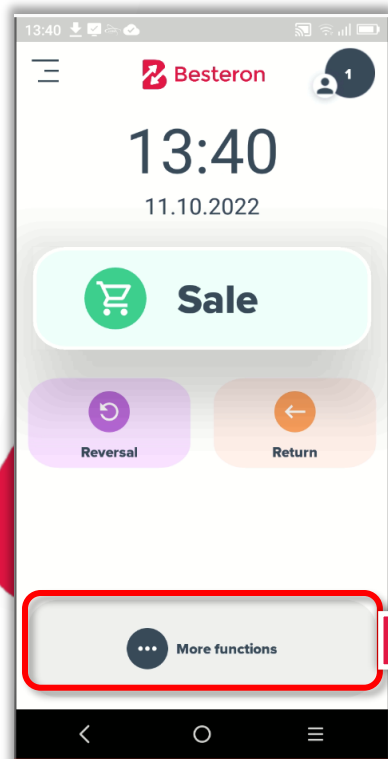 13:40
Besteron
1
13:40
11.10.2022
Sale
Reversal
Return
More functions